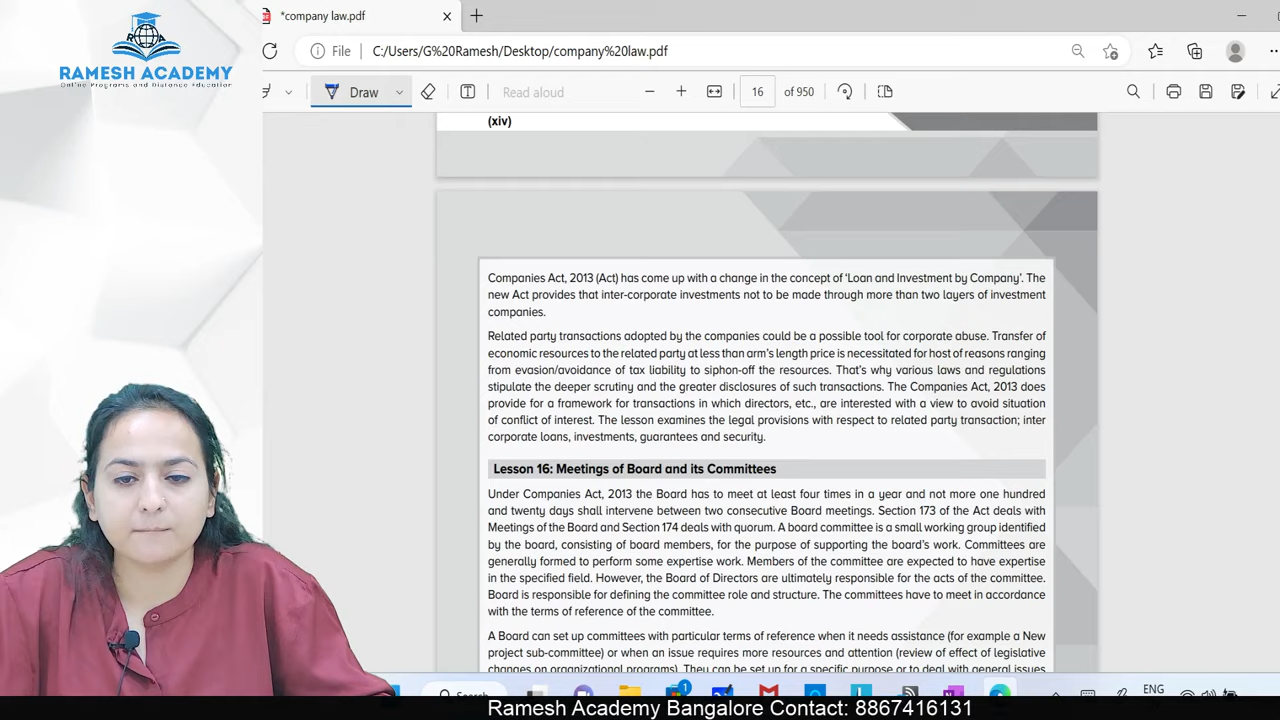 *company law.pdf
RAMESH ACADEMY
Online Programs and Distance Education
File
C:/Users/G%20Ramesh/Desktop/company%20law.pdf
Draw
Read aloud
16
of 950
(xiv)
Companies Act, 2013 (Act) has come up with a change in the concept of ‘Loan and Investment by Company’. The
new Act provides that inter-corporate investments not to be made through more than two layers of investment
companies.
Related party transactions adopted by the companies could be a possible tool for corporate abuse. Transfer of
economic resources to the related party at less than arm’s length price is necessitated for host of reasons ranging
from evasion/avoidance of tax liability to siphon-off the resources. That’s why various laws and regulations
stipulate the deeper scrutiny and the greater disclosures of such transactions. The Companies Act, 2013 does
provide for a framework for transactions in which directors, etc., are interested with a view to avoid situation
of conflict of interest. The lesson examines the legal provisions with respect to related party transaction; inter
corporate loans, investments, guarantees and security.
Lesson 16: Meetings of Board and its Committees
Under Companies Act, 2013 the Board has to meet at least four times in a year and not more one hundred
and twenty days shall intervene between two consecutive Board meetings. Section 173 of the Act deals with
Meetings of the Board and Section 174 deals with quorum. A board committee is a small working group identified
by the board, consisting of board members, for the purpose of supporting the board’s work. Committees are
generally formed to perform some expertise work. Members of the committee are expected to have expertise
in the specified field. However, the Board of Directors are ultimately responsible for the acts of the committee.
Board is responsible for defining the committee role and structure. The committees have to meet in accordance
with the terms of reference of the committee.
A Board can set up committees with particular terms of reference when it needs assistance (for example a New
project sub-committee) or when an issue requires more resources and attention (review of effect of legislative
changes on organizational programs). They can be set up for a specific purpose or to deal with general issues
Search
1
ENG
Ramesh Academy Bangalore Contact: 8867416131